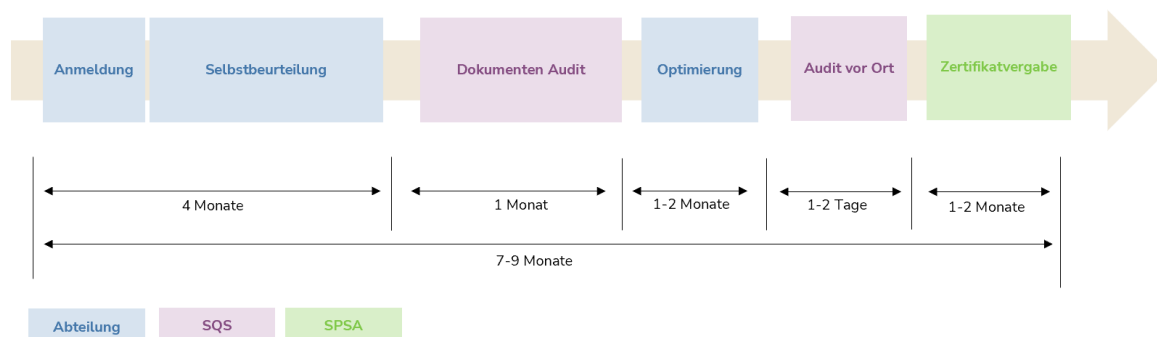 Anmeldung
Selbstbeurteilung
Dokumenten Audit
Optimierung
Audit vor Ort
Zertifikatvergabe
4 Monate
1 Monat
1-2 Monate
1-2 Tage
1-2 Monate
7-9 Monate
Abteilung
SQS
SPSA